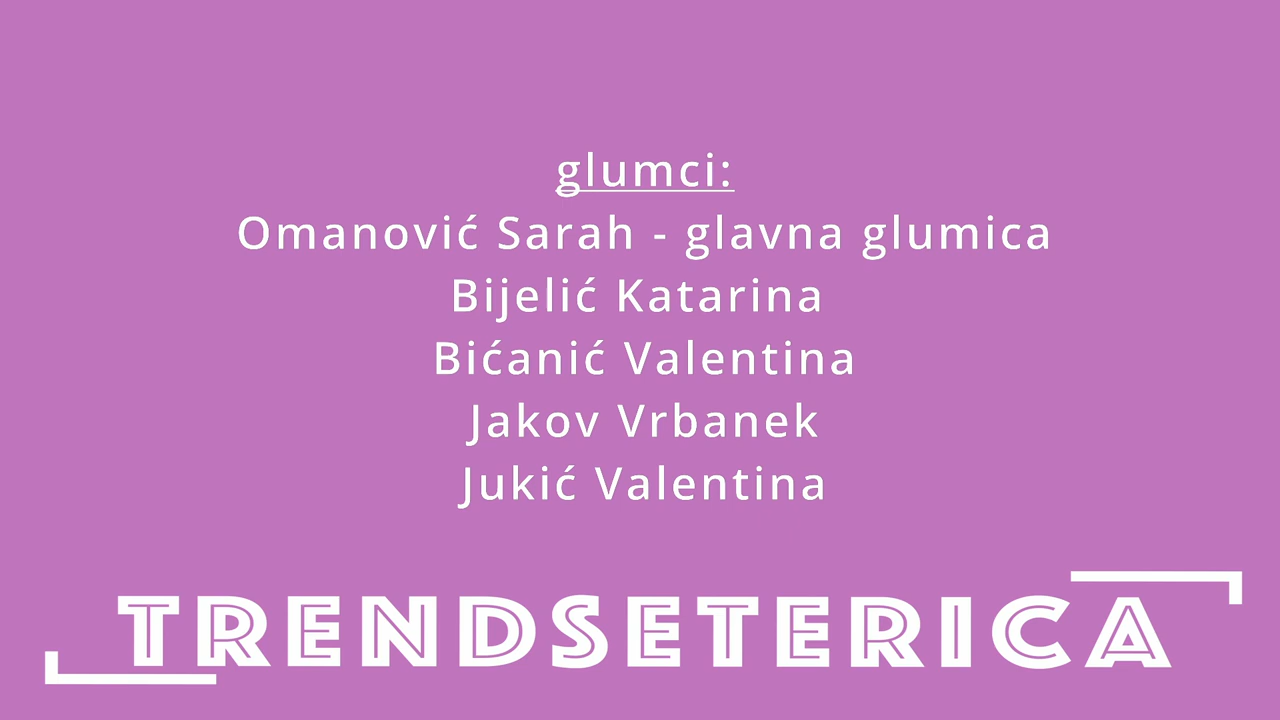 glumci:
Omanović Sarah - glavna glumica
Bijelić Katarina
Bićanić Valentina
Jakov Vrbanek
Jukić Valentina
TRENDSETERICA